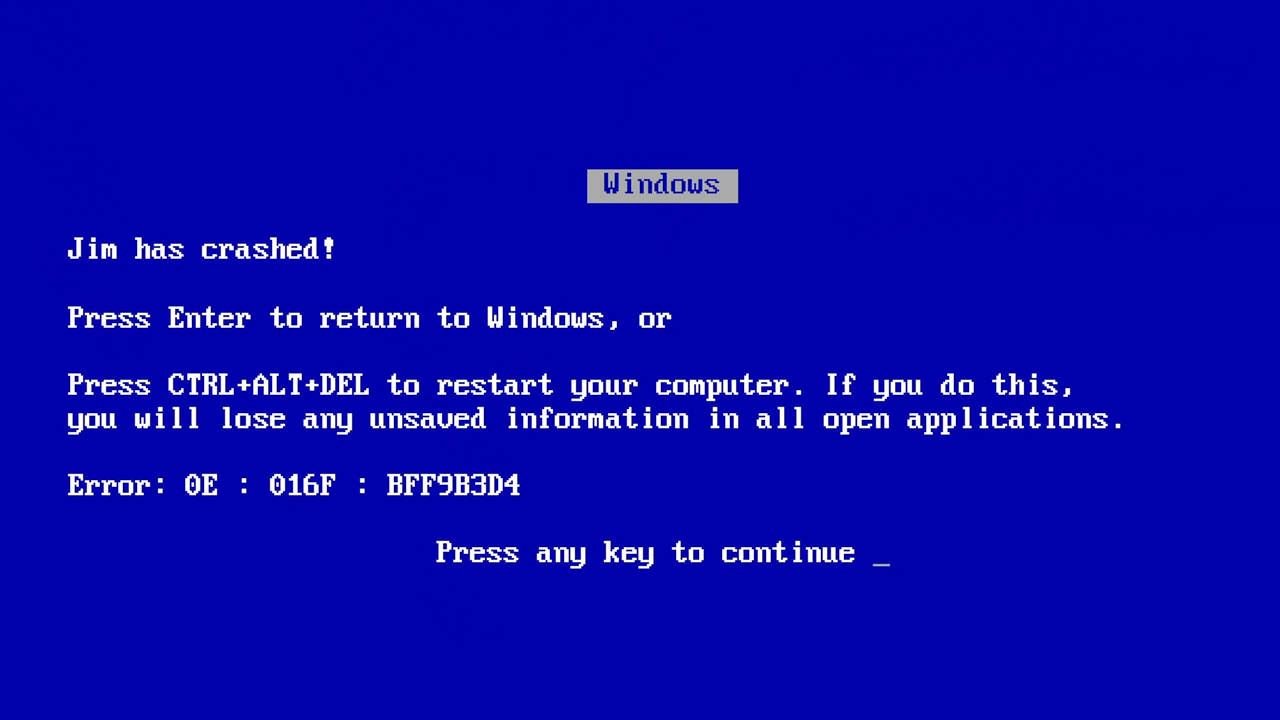 Windows
Jim has crashed!
Press Enter to return to Windows, or
Press CTRL+ALT+DEL to restart your computer. If you do this,
you will lose any unsaved information in all open applications.
Error: 0E : 016F : BFF9B3D4
Press any key to continue _